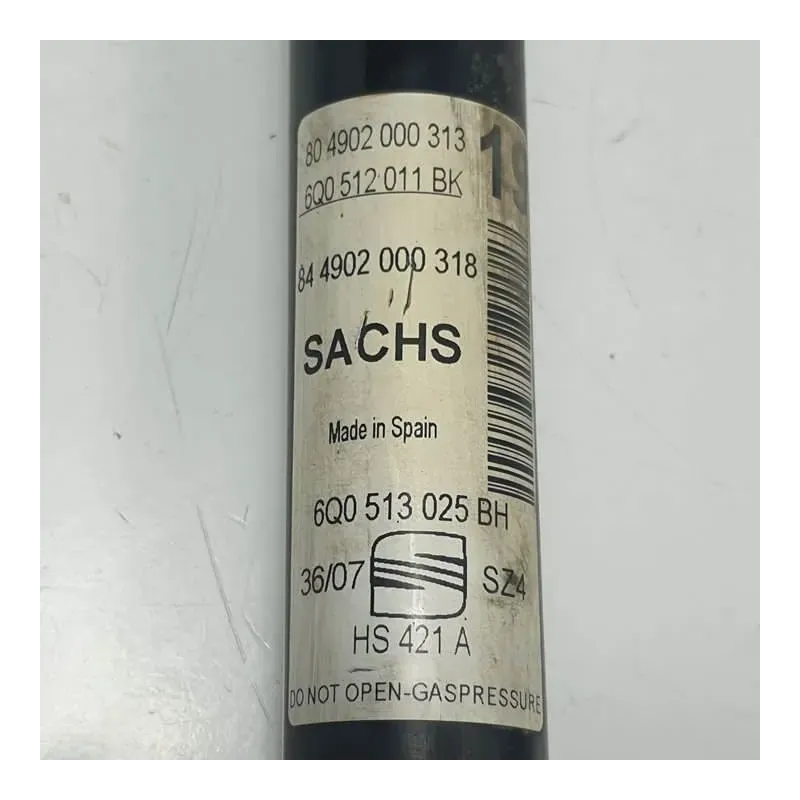 80 4902 000 313
6Q0 512 011 BK
84 4902 000 318
SACHS
Made in Spain
6Q0 513 025 BH
36/07 SZ4
HS 421 A
DO NOT OPEN-GASPRESSURE